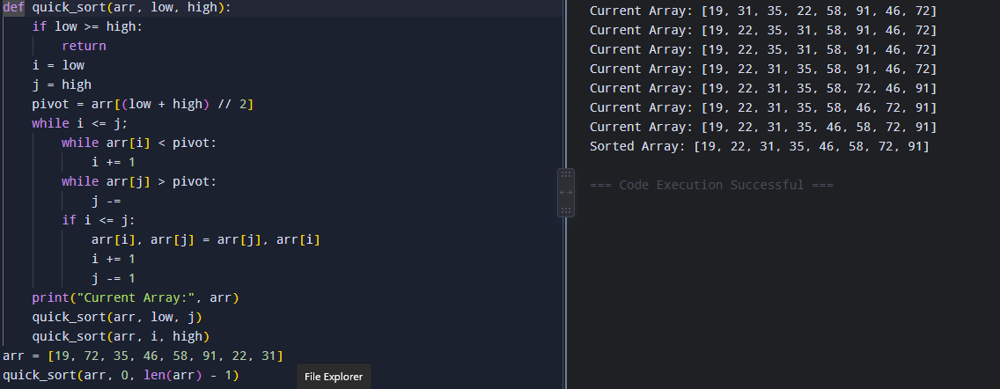 def quick_sort(arr, low, high):
    if low >= high:
        return
    i = low
    j = high
    pivot = arr[(low + high) // 2]
    while i <= j;
        while arr[i] < pivot:
            i += 1
        while arr[j] > pivot:
            j -=
        if i <= j:
            arr[i], arr[j] = arr[j], arr[i]
            i += 1
            j -= 1
    print("Current Array:", arr)
    quick_sort(arr, low, j)
    quick_sort(arr, i, high)
arr = [19, 72, 35, 46, 58, 91, 22, 31]
quick_sort(arr, 0, len(arr) - 1)
File Explorer
Current Array: [19, 31, 35, 22, 58, 91, 46, 72]
Current Array: [19, 22, 35, 31, 58, 91, 46, 72]
Current Array: [19, 22, 35, 31, 58, 91, 46, 72]
Current Array: [19, 22, 31, 35, 58, 91, 46, 72]
Current Array: [19, 22, 31, 35, 58, 72, 46, 91]
Current Array: [19, 22, 31, 35, 58, 46, 72, 91]
Current Array: [19, 22, 31, 35, 46, 58, 72, 91]
Sorted Array: [19, 22, 31, 35, 46, 58, 72, 91]
=== Code Execution Successful ===